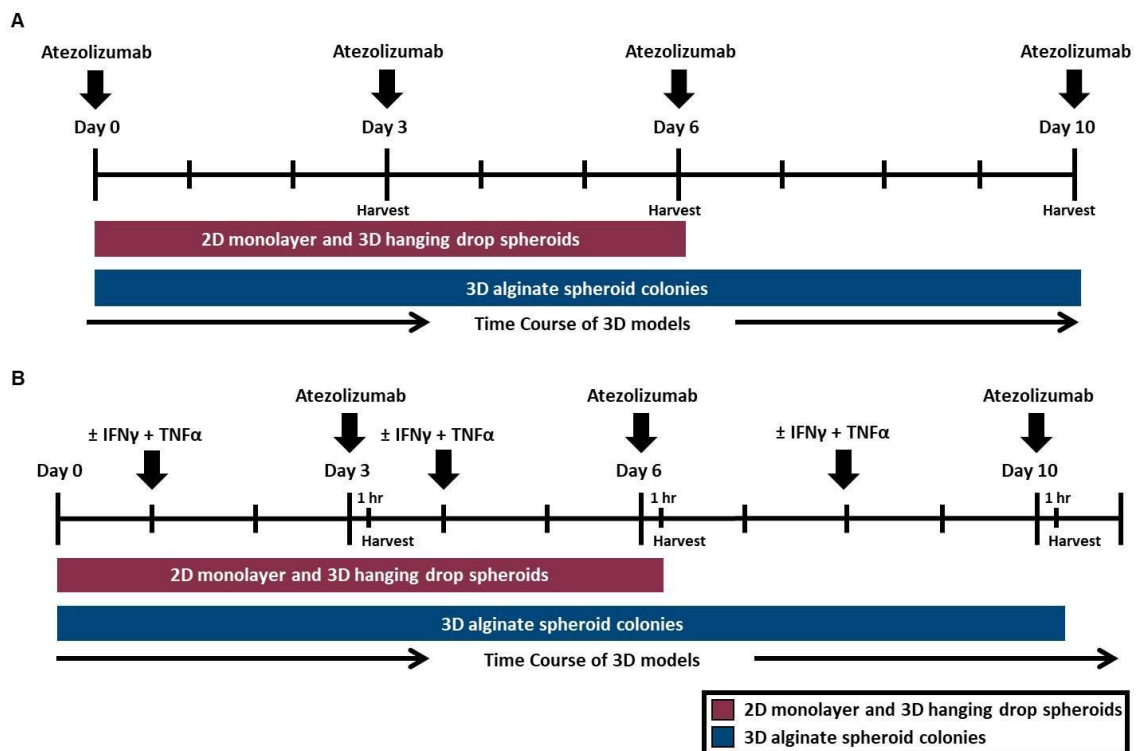 A
Atezolizumab Atezolizumab Atezolizumab Atezolizumab
Day 0 Day 3 Day 6 Day 10
Harvest Harvest Harvest
2D monolayer and 3D hanging drop spheroids
3D alginate spheroid colonies
Time Course of 3D models
B
Atezolizumab Atezolizumab Atezolizumab
± IFNγ + TNFα ± IFNγ + TNFα ± IFNγ + TNFα
Day 0 Day 3 Day 6 Day 10
1 hr 1 hr 1 hr
Harvest Harvest Harvest
2D monolayer and 3D hanging drop spheroids
3D alginate spheroid colonies
Time Course of 3D models
2D monolayer and 3D hanging drop spheroids
3D alginate spheroid colonies